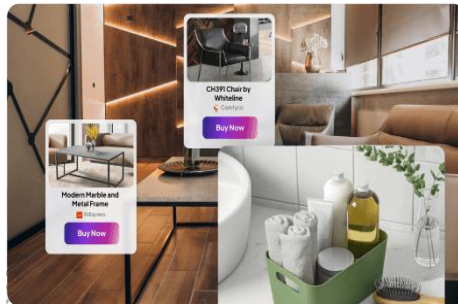 CH391 Chair by
Whiteline
Comfyco
Buy Now
Modern Marble and
Metal Frame
AliExpress
Buy Now